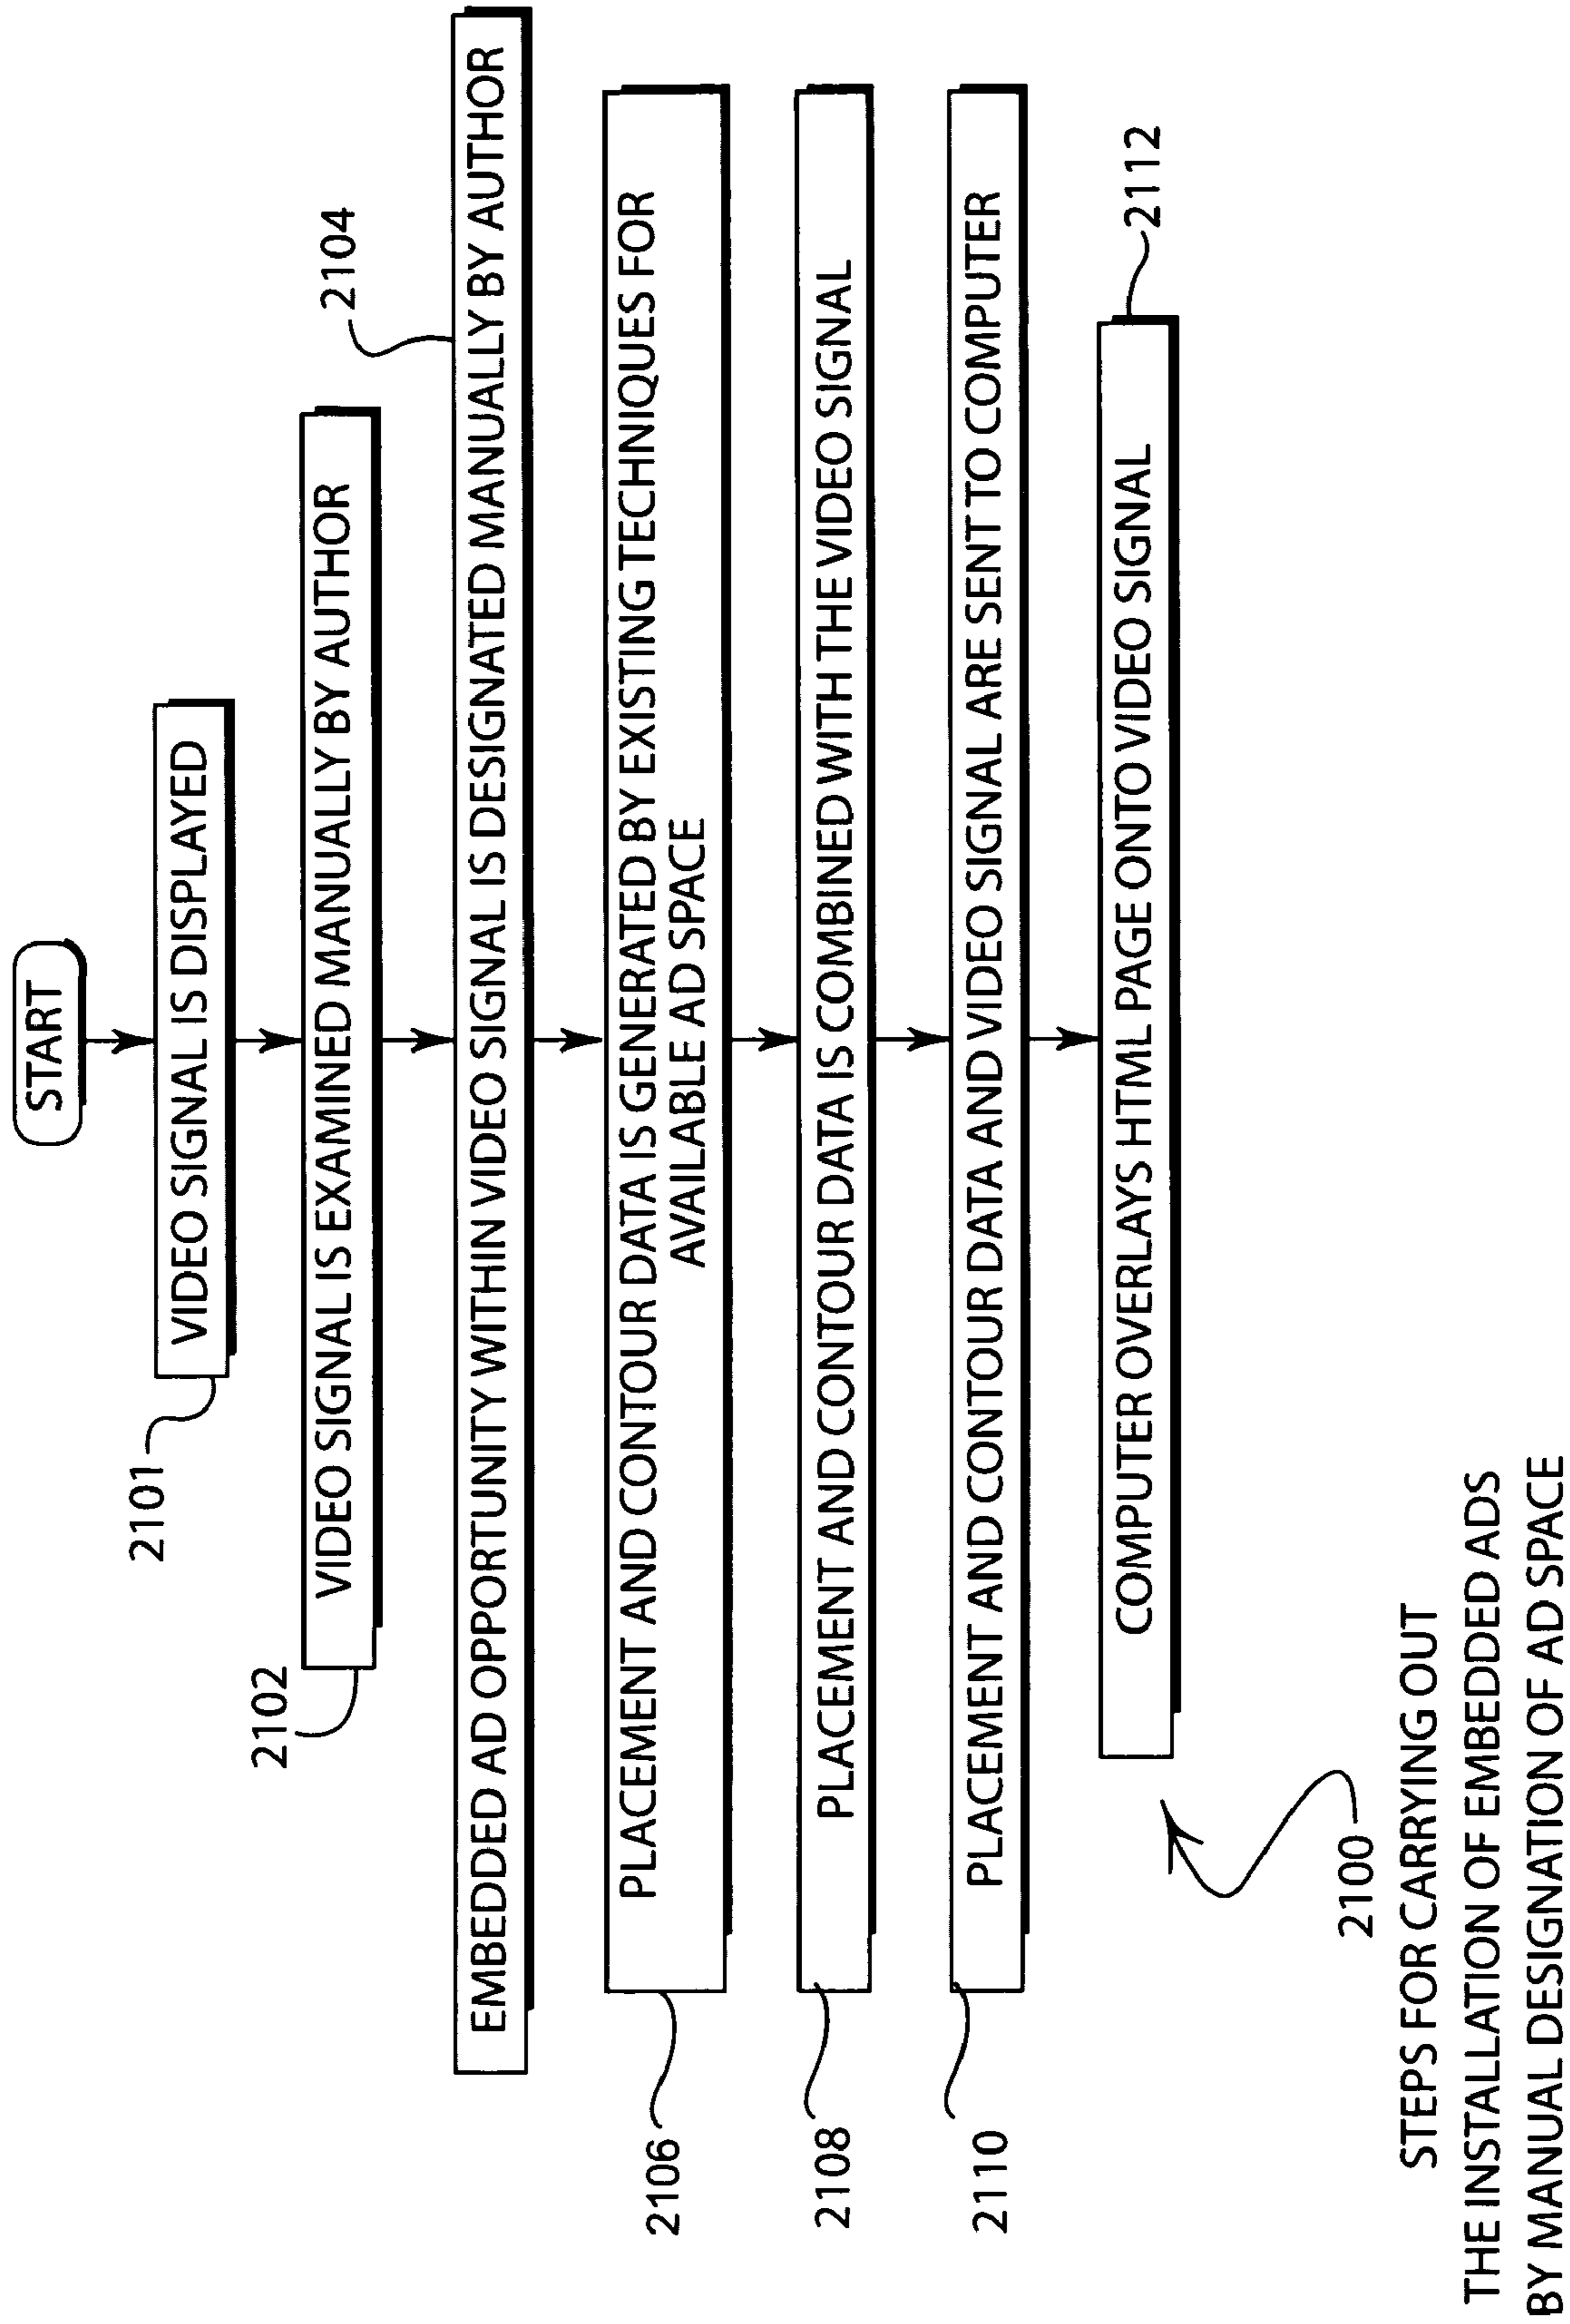 START
2101
VIDEO SIGNAL IS DISPLAYED
2102
VIDEO SIGNAL IS EXAMINED MANUALLY BY AUTHOR
2104
EMBEDDED AD OPPORTUNITY WITHIN VIDEO SIGNAL IS DESIGNATED MANUALLY BY AUTHOR
2106
PLACEMENT AND CONTOUR DATA IS GENERATED BY EXISTING TECHNIQUES FOR
AVAILABLE AD SPACE
2108
PLACEMENT AND CONTOUR DATA IS COMBINED WITH THE VIDEO SIGNAL
2110
PLACEMENT AND CONTOUR DATA AND VIDEO SIGNAL ARE SENT TO COMPUTER
2112
COMPUTER OVERLAYS HTML PAGE ONTO VIDEO SIGNAL
2100
STEPS FOR CARRYING OUT
THE INSTALLATION OF EMBEDDED ADS
BY MANUAL DESIGNATION OF AD SPACE